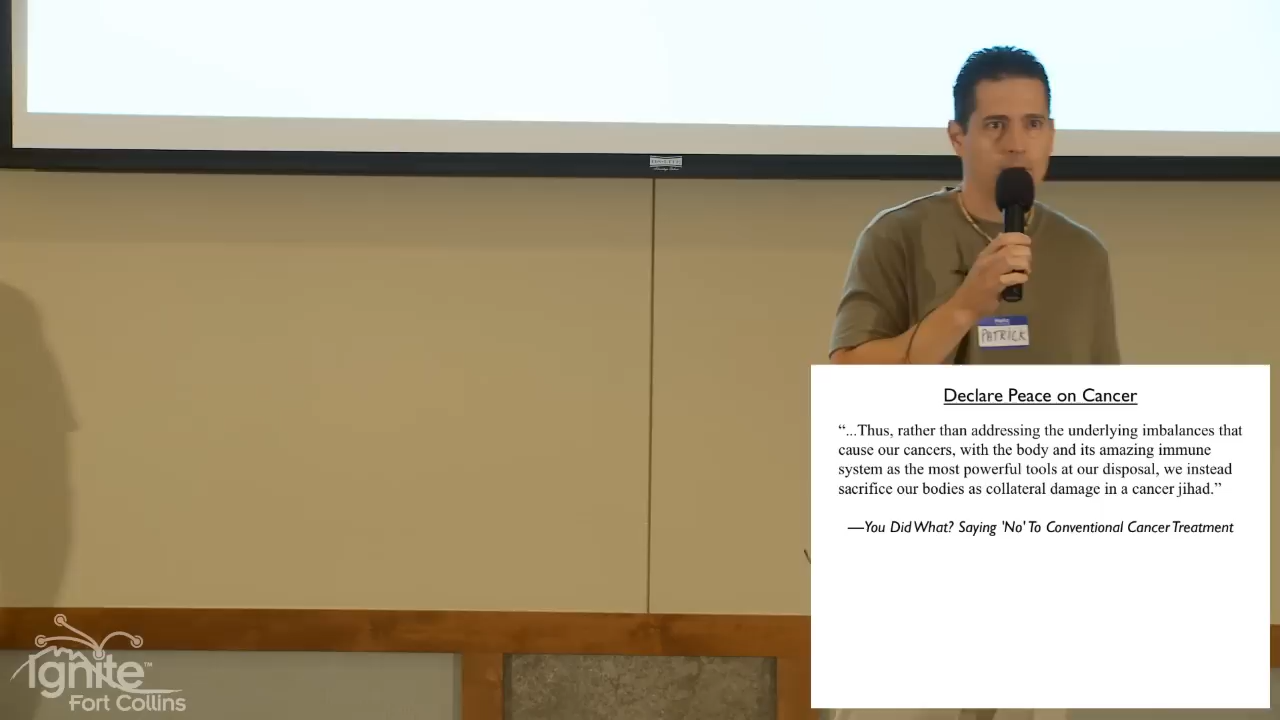 PATRICK
Declare Peace on Cancer
“...Thus, rather than addressing the underlying imbalances that
cause our cancers, with the body and its amazing immune
system as the most powerful tools at our disposal, we instead
sacrifice our bodies as collateral damage in a cancer jihad.”
—You Did What? Saying 'No' To Conventional Cancer Treatment
Ignite™
Fort Collins